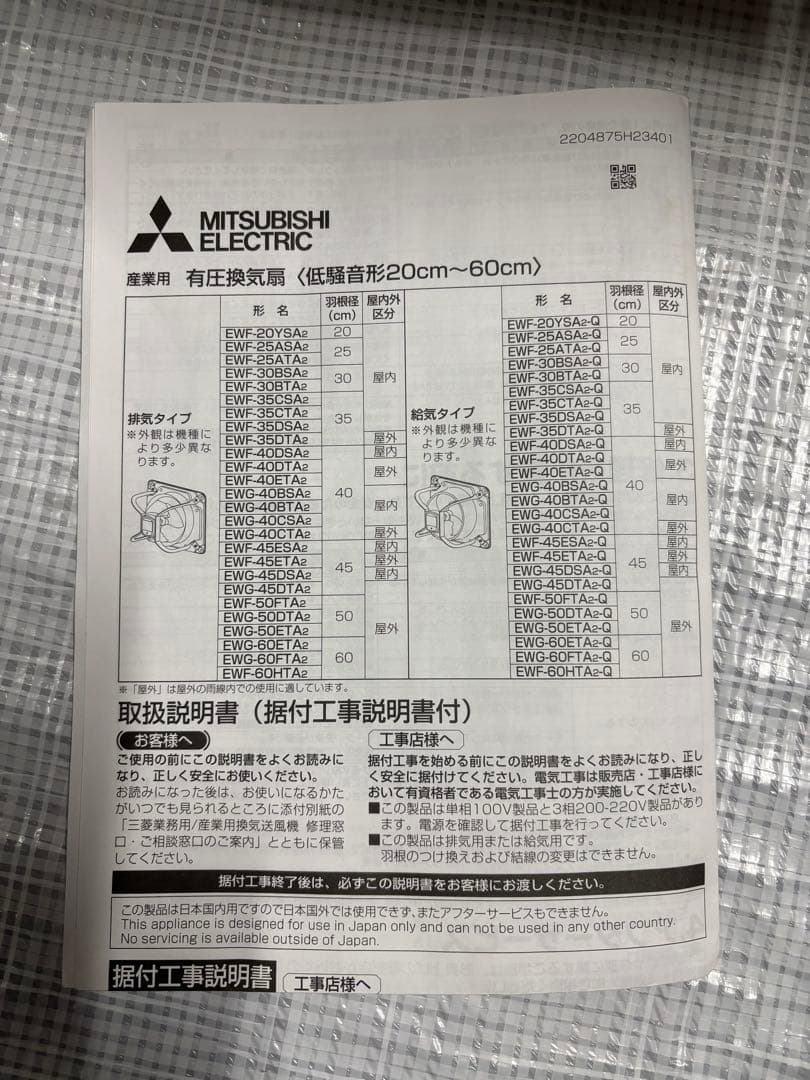 2204875H23401
MITSUBISHI
ELECTRIC
産業用 有圧換気扇〈低騒音形20cm～60cm〉
形 名 羽根径(cm) 屋内外区分
排気タイプ
※外観は機種に
より多少異な
ります。
EWF-20YSA2 20 屋内
EWF-25ASA2 25
EWF-25ATA2
EWF-30BSA2 30
EWF-30BTA2
EWF-35CSA2 35
EWF-35CTA2
EWF-35DSA2
EWF-35DTA2 屋外
EWF-40DSA2 40 屋内
EWF-40DTA2 屋外
EWF-40ETA2
EWG-40BSA2 屋内
EWG-40BTA2
EWG-40CSA2
EWG-40CTA2 屋外
EWF-45ESA2 45 屋内
EWF-45ETA2 屋外
EWG-45DSA2 屋内
EWG-45DTA2 屋外
EWF-50FTA2 50
EWG-50DTA2
EWG-50ETA2
EWG-60ETA2 60
EWG-60FTA2
EWF-60HTA2
形 名 羽根径(cm) 屋内外区分
給気タイプ
※外観は機種に
より多少異な
ります。
EWF-20YSA2-Q 20 屋内
EWF-25ASA2-Q 25
EWF-25ATA2-Q
EWF-30BSA2-Q 30
EWF-30BTA2-Q
EWF-35CSA2-Q 35
EWF-35CTA2-Q
EWF-35DSA2-Q
EWF-35DTA2-Q 屋外
EWF-40DSA2-Q 40 屋内
EWF-40DTA2-Q 屋外
EWF-40ETA2-Q
EWG-40BSA2-Q 屋内
EWG-40BTA2-Q
EWG-40CSA2-Q
EWG-40CTA2-Q 屋外
EWF-45ESA2-Q 45 屋内
EWF-45ETA2-Q 屋外
EWG-45DSA2-Q 屋内
EWG-45DTA2-Q 屋外
EWF-50FTA2-Q 50
EWG-50DTA2-Q
EWG-50ETA2-Q
EWG-60ETA2-Q 60
EWG-60FTA2-Q
EWF-60HTA2-Q
※「屋外」は屋外の雨線内での使用に適しています。
取扱説明書（据付工事説明書付）
お客様へ
ご使用の前にこの説明書をよくお読みに
なり、正しく安全にお使いください。
お読みになった後は、お使いになるかた
がいつでも見られるところに添付別紙の
「三菱業務用/産業用換気送風機 修理窓
口・ご相談窓口のご案内」とともに保管
してください。
工事店様へ
据付工事を始める前にこの説明書をよくお読みになり、正し
く安全に据付けてください。電気工事は販売店・工事店様に
おいて有資格者である電気工事士の方が実施してください。
■この製品は単相100V製品と3相200-220V製品があり
ます。電源を確認して据付工事を行ってください。
■この製品は排気用または給気用です。
羽根のつけ換えおよび結線の変更はできません。
据付工事終了後は、必ずこの説明書をお客様にお渡しください。
この製品は日本国内用ですので日本国外では使用できず、またアフターサービスもできません。
This appliance is designed for use in Japan only and can not be used in any other country.
No servicing is available outside of Japan.
据付工事説明書 工事店様へ